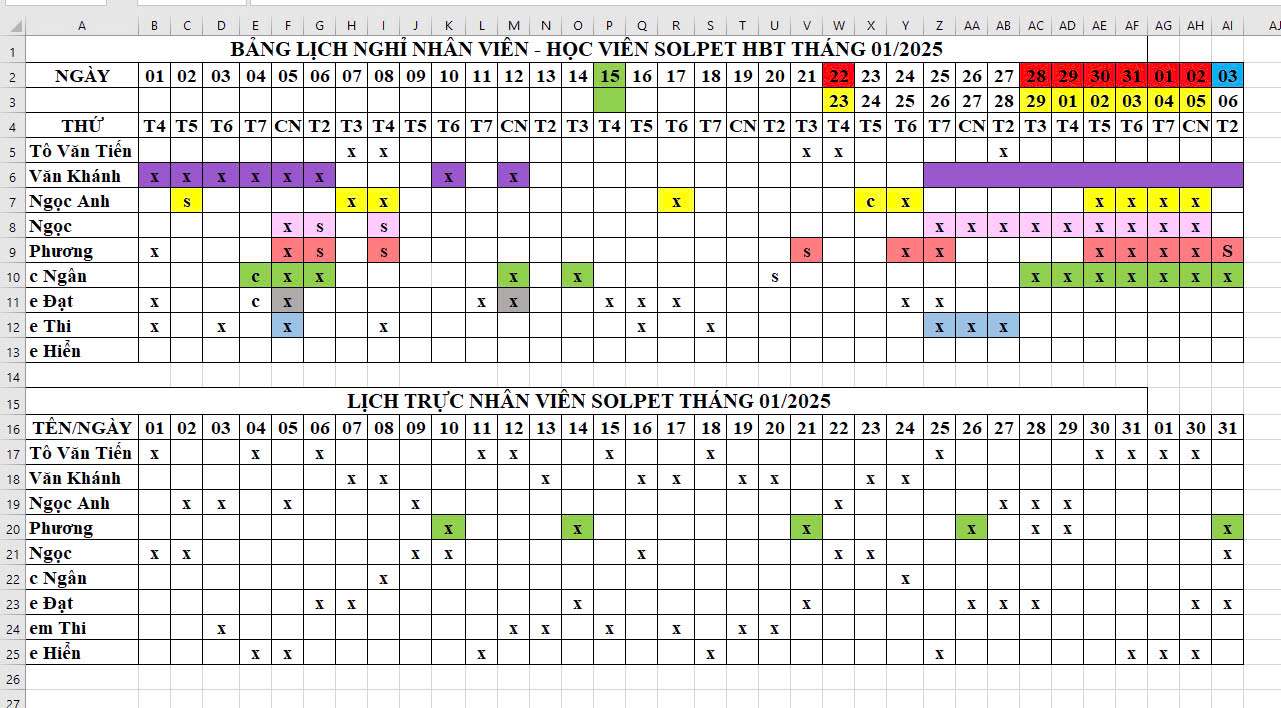 A B C D E F G H I J K L M N O P Q R S T U V W X Y Z AA AB AC AD AE AF AG AH AI AJ
1 BẢNG LỊCH NGHỈ NHÂN VIÊN - HỌC VIÊN SOLPET HBT THÁNG 01/2025
2 NGÀY 01 02 03 04 05 06 07 08 09 10 11 12 13 14 15 16 17 18 19 20 21 22 23 24 25 26 27 28 29 30 31 01 02 03
3 23 24 25 26 27 28 29 01 02 03 04 05 06
4 THỨ T4 T5 T6 T7 CN T2 T3 T4 T5 T6 T7 CN T2 T3 T4 T5 T6 T7 CN T2 T3 T4 T5 T6 T7 CN T2 T3 T4 T5 T6 T7 CN T2
5 Tô Văn Tiến x x x x x
6 Văn Khánh x x x x x x x x
7 Ngọc Anh s x x x c x x x x x
8 Ngọc x s s x x x x x x x x x
9 Phương x x s s s x x x x x x S
10 c Ngân c x x x x s x x x x x x x
11 e Đạt x c x x x x x x x x
12 e Thi x x x x x x x x x
13 e Hiển
14
15 LỊCH TRỰC NHÂN VIÊN SOLPET THÁNG 01/2025
16 TÊN/NGÀY 01 02 03 04 05 06 07 08 09 10 11 12 13 14 15 16 17 18 19 20 21 22 23 24 25 26 27 28 29 30 31 01 30 31
17 Tô Văn Tiến x x x x x x x x x x x x
18 Văn Khánh x x x x x x x x x
19 Ngọc Anh x x x x x x x x
20 Phương x x x x x x x
21 Ngọc x x x x x x x x
22 c Ngân x x
23 e Đạt x x x x x x x x x
24 em Thi x x x x x x x
25 e Hiển x x x x x x x x
26
27